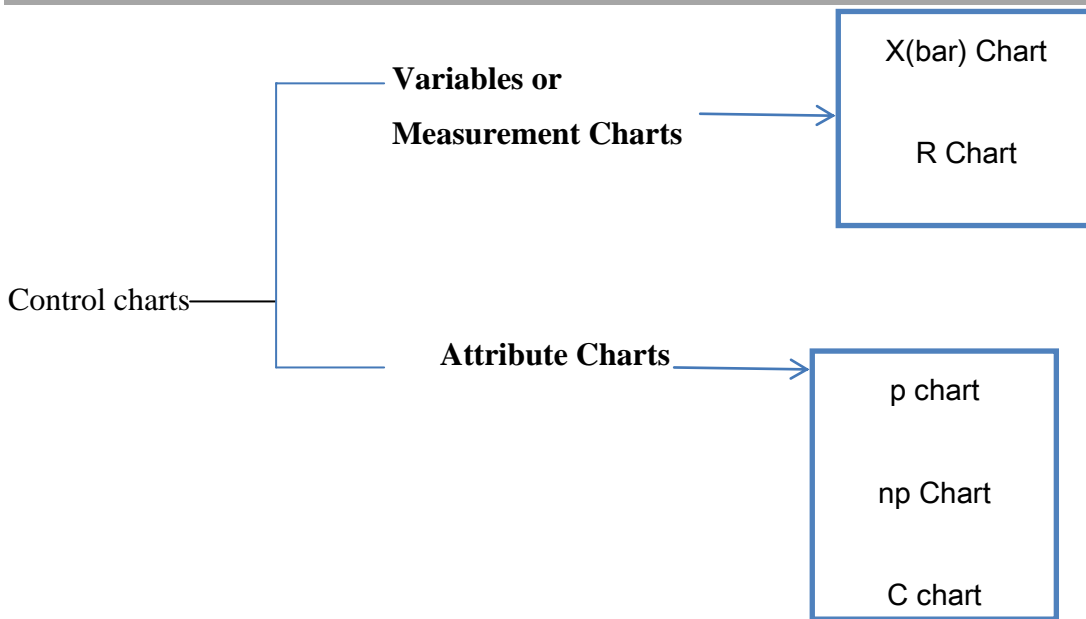 X(bar) Chart
Variables or
Measurement Charts
R Chart
Control charts
Attribute Charts
p chart
np Chart
C chart